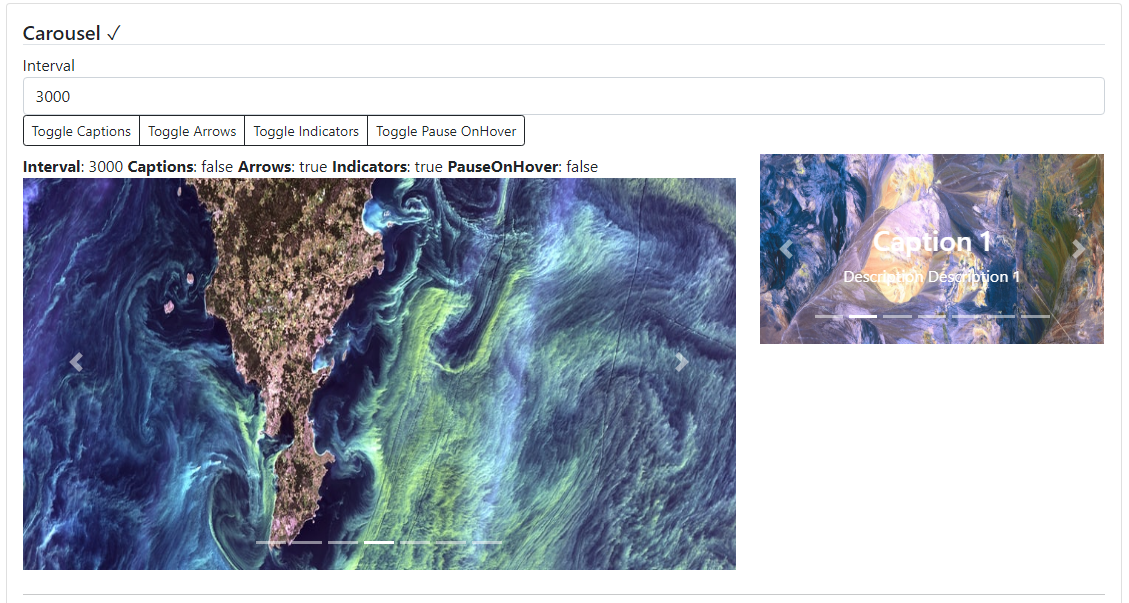 Carousel ✓
Interval
3000
Toggle Captions Toggle Arrows Toggle Indicators Toggle Pause OnHover
Interval: 3000 Captions: false Arrows: true Indicators: true PauseOnHover: false
Caption 1
Description Description 1